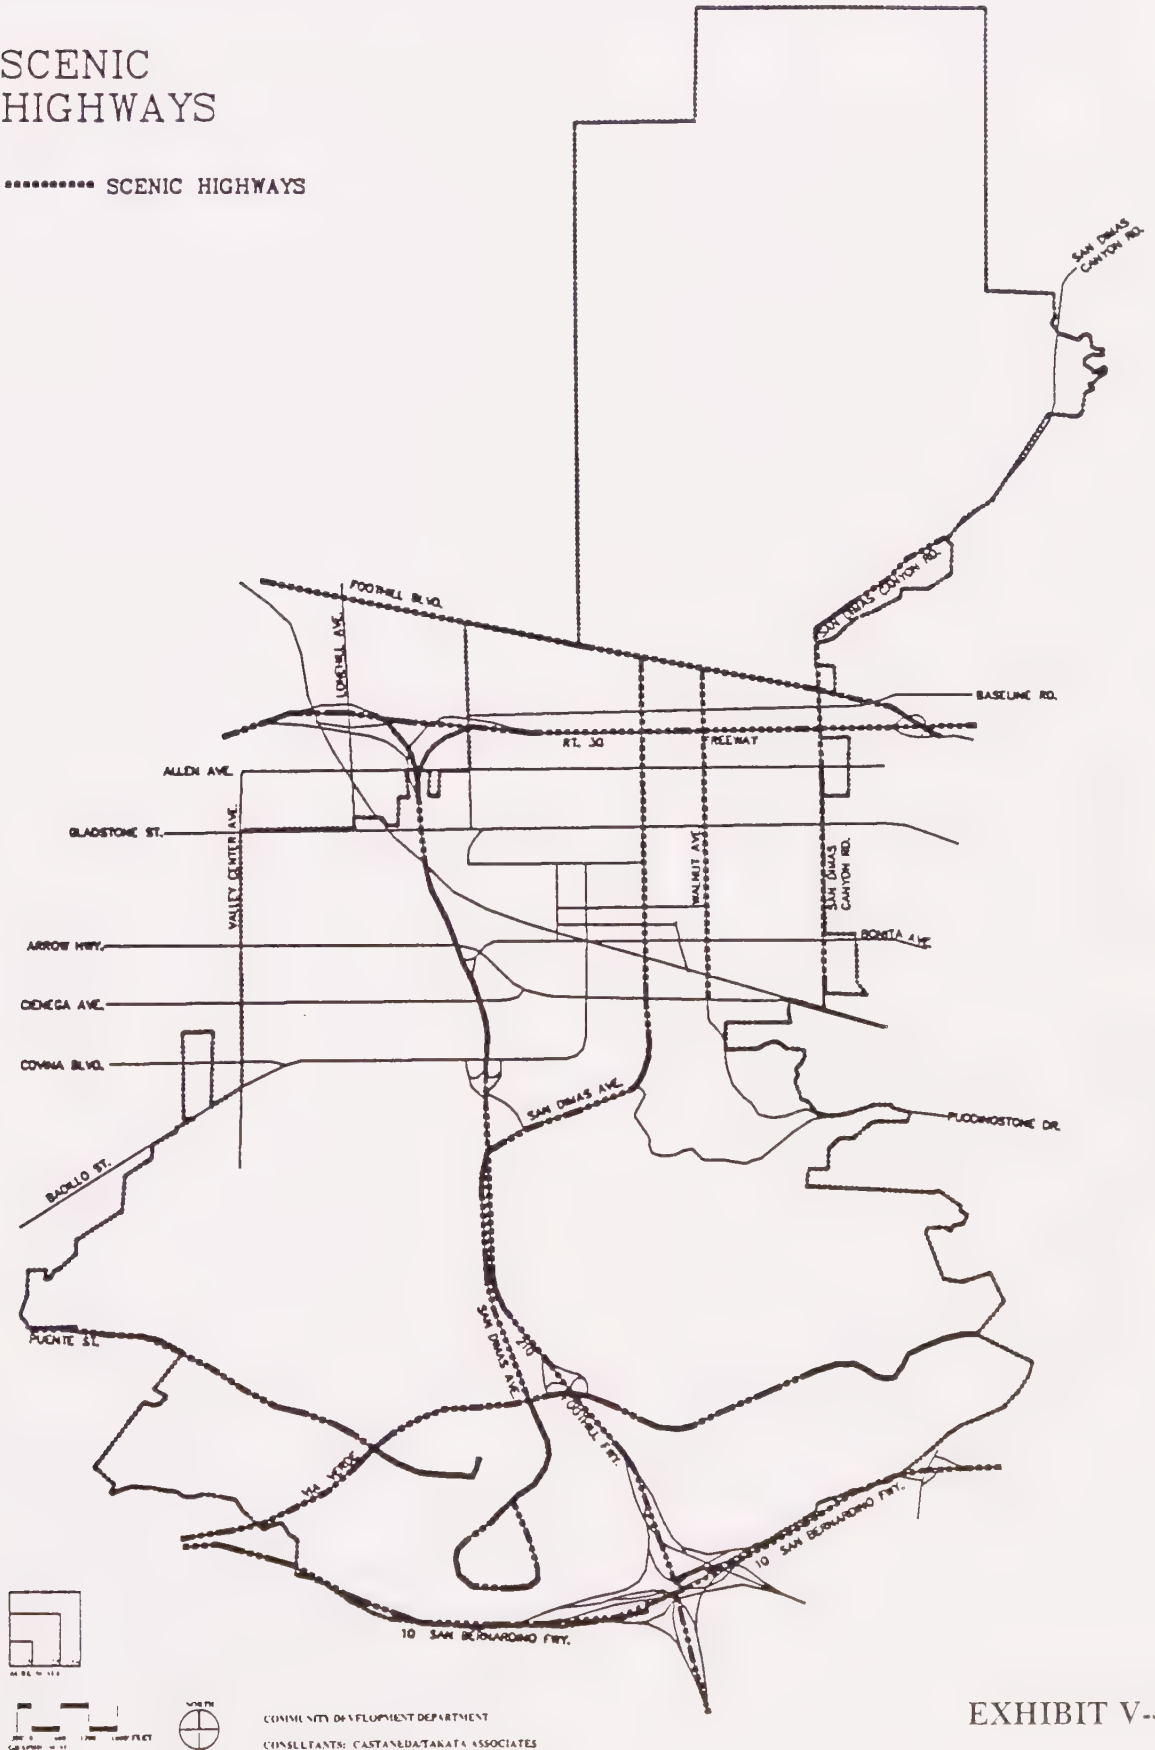 SCENIC
HIGHWAYS
SCENIC HIGHWAYS
SAN DIMAS
CANYON RD.
SAN DIMAS CANYON RD.
FOOTHILL BLVD.
LONEHILL AVE.
BASELINE RD.
RT. 30
FREEWAY
ALLEN AVE.
GLADSTONE ST.
VALLEY CENTER AVE.
WALNUT AVE
SAN DIMAS
CANYON RD.
ARROW HWY.
BONITA AVE
CIENEGA AVE.
COVINA BLVD.
SAN DIMAS AVE.
PUDDINGSTONE DR.
BADILLO ST.
PUENTE ST.
SAN DIMAS AVE.
210
FOOTHILL FWY.
VIA VERDE
10 SAN BERNARDINO FWY.
10 SAN BERNARDINO FWY.
NORTH
COMMUNITY DEVELOPMENT DEPARTMENT
CONSULTANTS: CASTANEDA/TAKATA ASSOCIATES
EXHIBIT V-